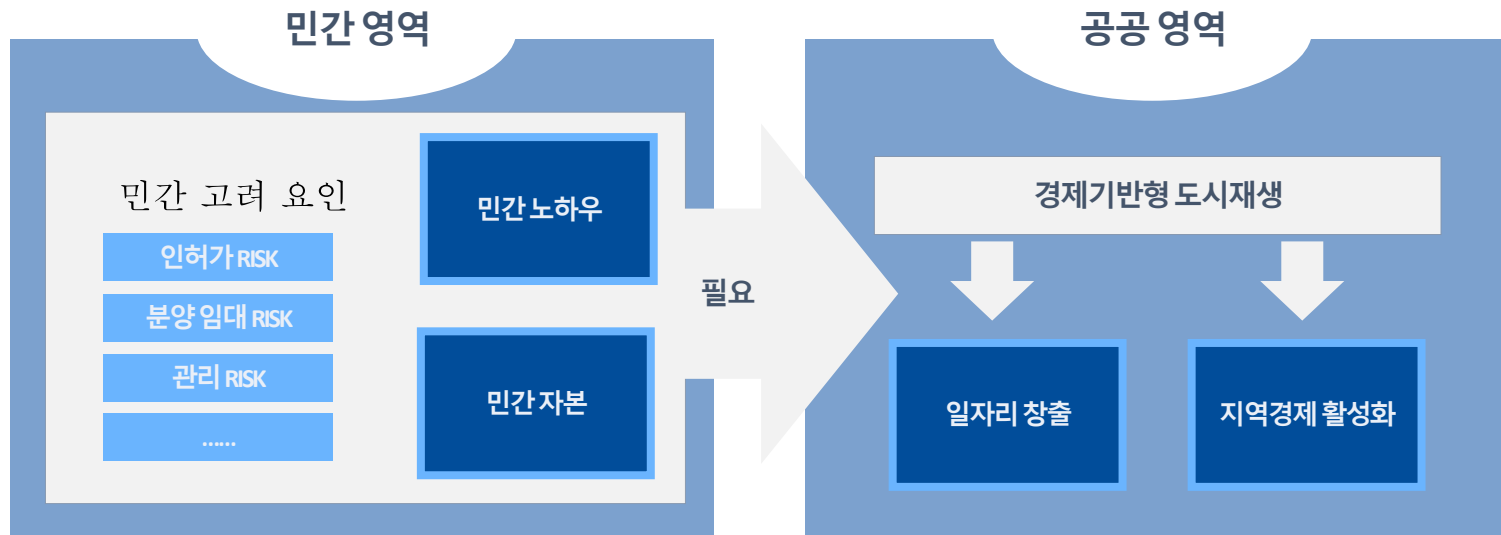 민간 영역
민간 고려 요인
인허가 RISK
분양 임대 RISK
관리 RISK
......
민간 노하우
민간 자본
필요
공공 영역
경제기반형 도시재생
일자리 창출
지역경제 활성화